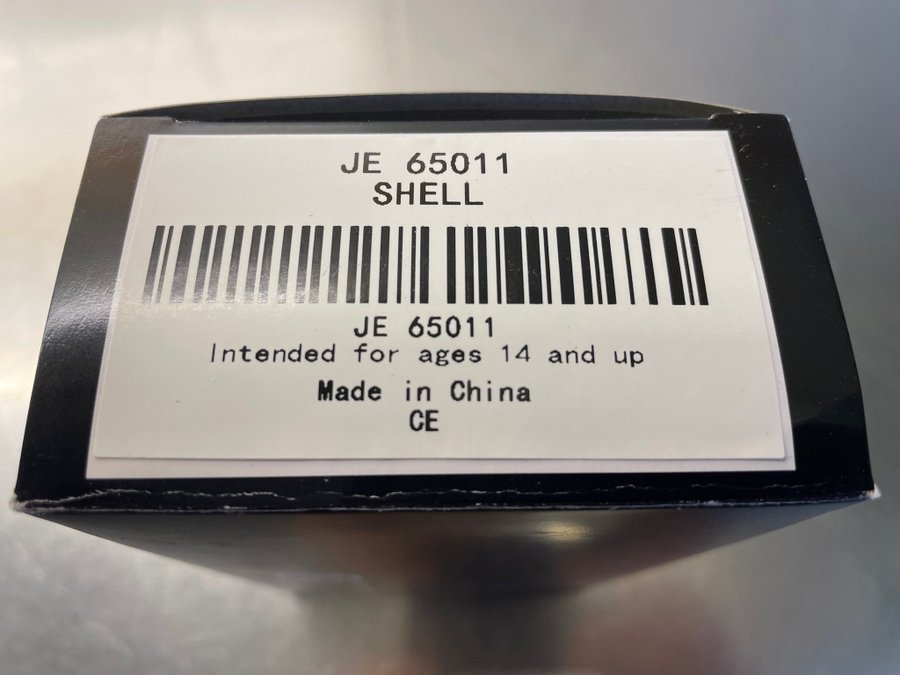 JE 65011
SHELL
JE 65011
Intended for ages 14 and up
Made in China
CE